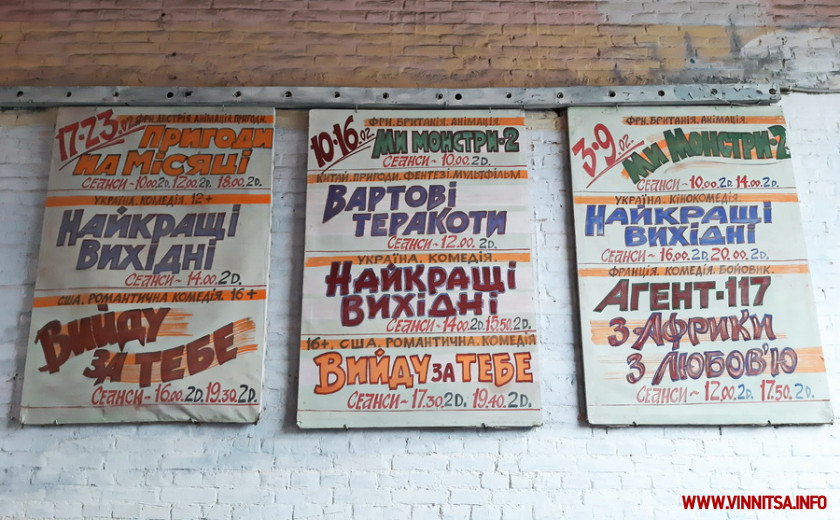 17-23.02
ФРН. АВСТРІЯ. АНІМАЦІЯ. ПРИГОДИ
ПРИГОДИ
НА МІСЯЦІ
СЕАНСИ~10.00.2D. 12.00.2D. 18.00.2D.
УКРАЇНА. КОМЕДІЯ. 12+
НАЙКРАЩІ
ВИХІДНІ
СЕАНСИ~14.00.2D.
США. РОМАНТИЧНА КОМЕДІЯ. 16+
ВИЙДУ
ЗА ТЕБЕ
СЕАНСИ~16.00.2D. 19.30.2D.
10-16.02
ФРН. БРИТАНІЯ. АНІМАЦІЯ
МИ МОНСТРИ-2
СЕАНСИ~10.00.2D.
КИТАЙ. ПРИГОДИ. ФЕНТЕЗІ МУЛЬТФІЛЬМ
ВАРТОВІ
ТЕРАКОТИ
СЕАНСИ~12.00.2D.
УКРАЇНА. КОМЕДІЯ.
НАЙКРАЩІ
ВИХІДНІ
СЕАНСИ~14.00.2D. 15.50.2D.
16+. США. РОМАНТИЧНА. КОМЕДІЯ
ВИЙДУ ЗА ТЕБЕ
СЕАНСИ~17.30.2D. 19.40.2D
3-9.02.
ФРН. БРИТАНІЯ. АНІМАЦІЯ.
МИ МОНСТРИ-2
СЕАНСИ~10.00.2D. 14.00.2D.
УКРАЇНА. КІНОКОМЕДІЯ.
НАЙКРАЩІ
ВИХІДНІ
СЕАНСИ~16.00.2D. 20.00.2D.
ФРАНЦІЯ. КОМЕДІЯ. БОЙОВИК.
АГЕНТ-117
З АФРИКИ
З ЛЮБОВ'Ю
СЕАНСИ~12.00.2D. 17.50.2D.
WWW.VINNITSA.INFO